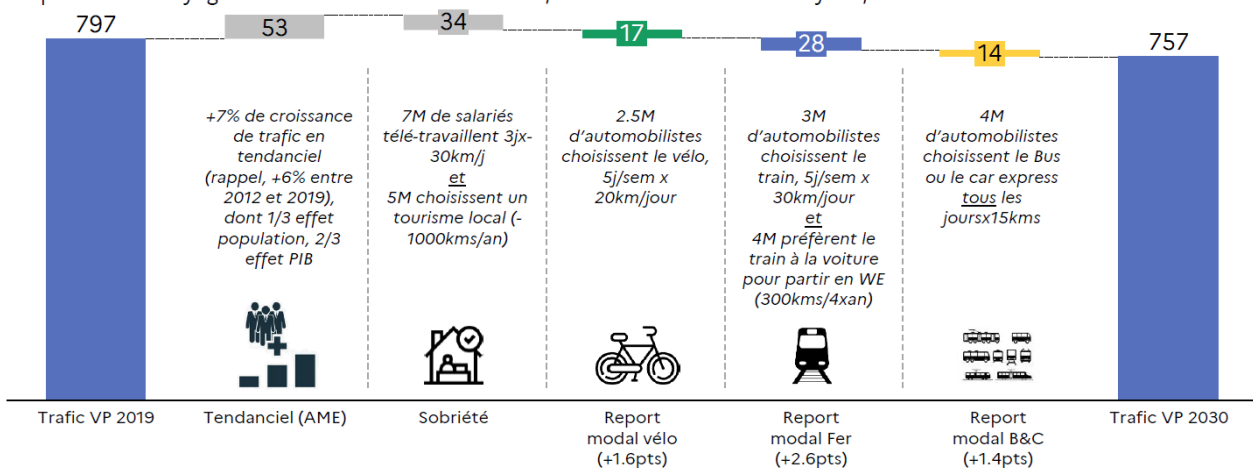 797
53
34
17
28
14
757
+7% de croissance
de trafic en
tendanciel
(rappel, +6% entre
2012 et 2019),
dont 1/3 effet
population, 2/3
effet PIB
7M de salariés
télé-travaillent 3jx-
30km/j
et
5M choisissent un
tourisme local (-
1000kms/an)
2.5M
d'automobilistes
choisissent le vélo,
5j/sem x
20km/jour
3M
d'automobilistes
choisissent le
train, 5j/sem x
30km/jour
et
4M préfèrent le
train à la voiture
pour partir en WE
(300kms/4xan)
4M
d'automobilistes
choisissent le Bus
ou le car express
tous les
joursx15kms
Trafic VP 2019
Tendanciel (AME)
Sobriété
Report
modal vélo
(+1.6pts)
Report
modal Fer
(+2.6pts)
Report
modal B&C
(+1.4pts)
Trafic VP 2030